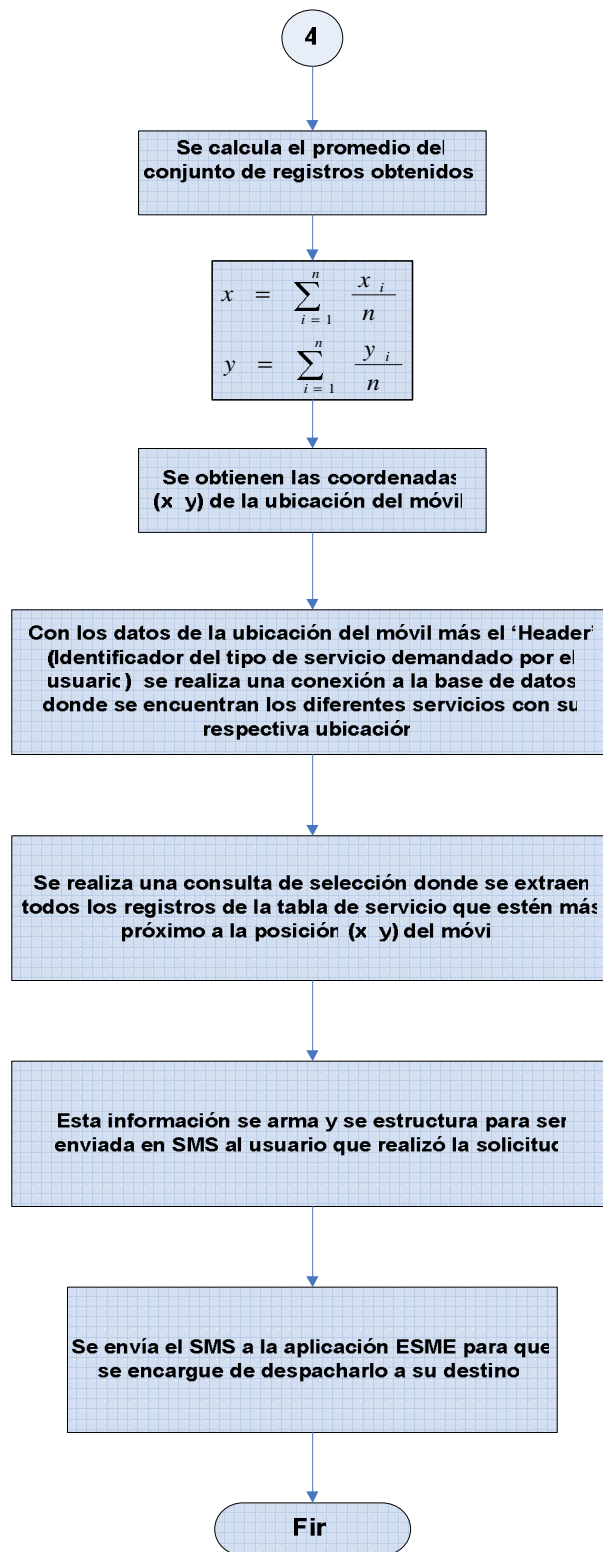 4
Se calcula el promedio del
conjunto de registros obtenidos
x = \sum_{i=1}^{n} \frac{x_i}{n}
y = \sum_{i=1}^{n} \frac{y_i}{n}
Se obtienen las coordenadas
(x y) de la ubicación del móvil
Con los datos de la ubicación del móvil más el ‘Header’
(Identificador del tipo de servicio demandado por el
usuario) se realiza una conexión a la base de datos
donde se encuentran los diferentes servicios con su
respectiva ubicación
Se realiza una consulta de selección donde se extraen
todos los registros de la tabla de servicio que estén más
próximo a la posición (x y) del móvi
Esta información se arma y se estructura para ser
enviada en SMS al usuario que realizó la solicitud
Se envía el SMS a la aplicación ESME para que
se encargue de despacharlo a su destino
Fin